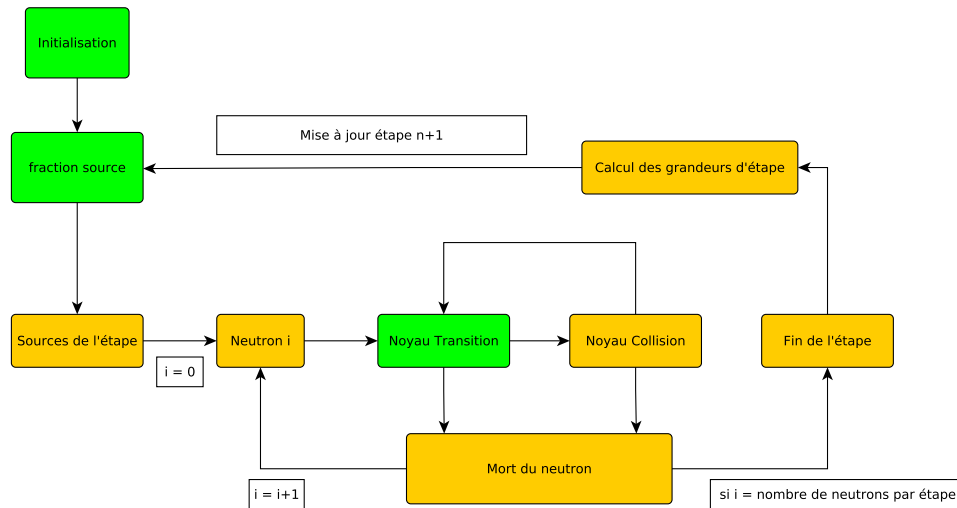 Initialisation
Mise à jour étape n+1
fraction source
Calcul des grandeurs d'étape
Sources de l'étape
Neutron i
Noyau Transition
Noyau Collision
Fin de l'étape
i = 0
Mort du neutron
i = i+1
si i = nombre de neutrons par étape